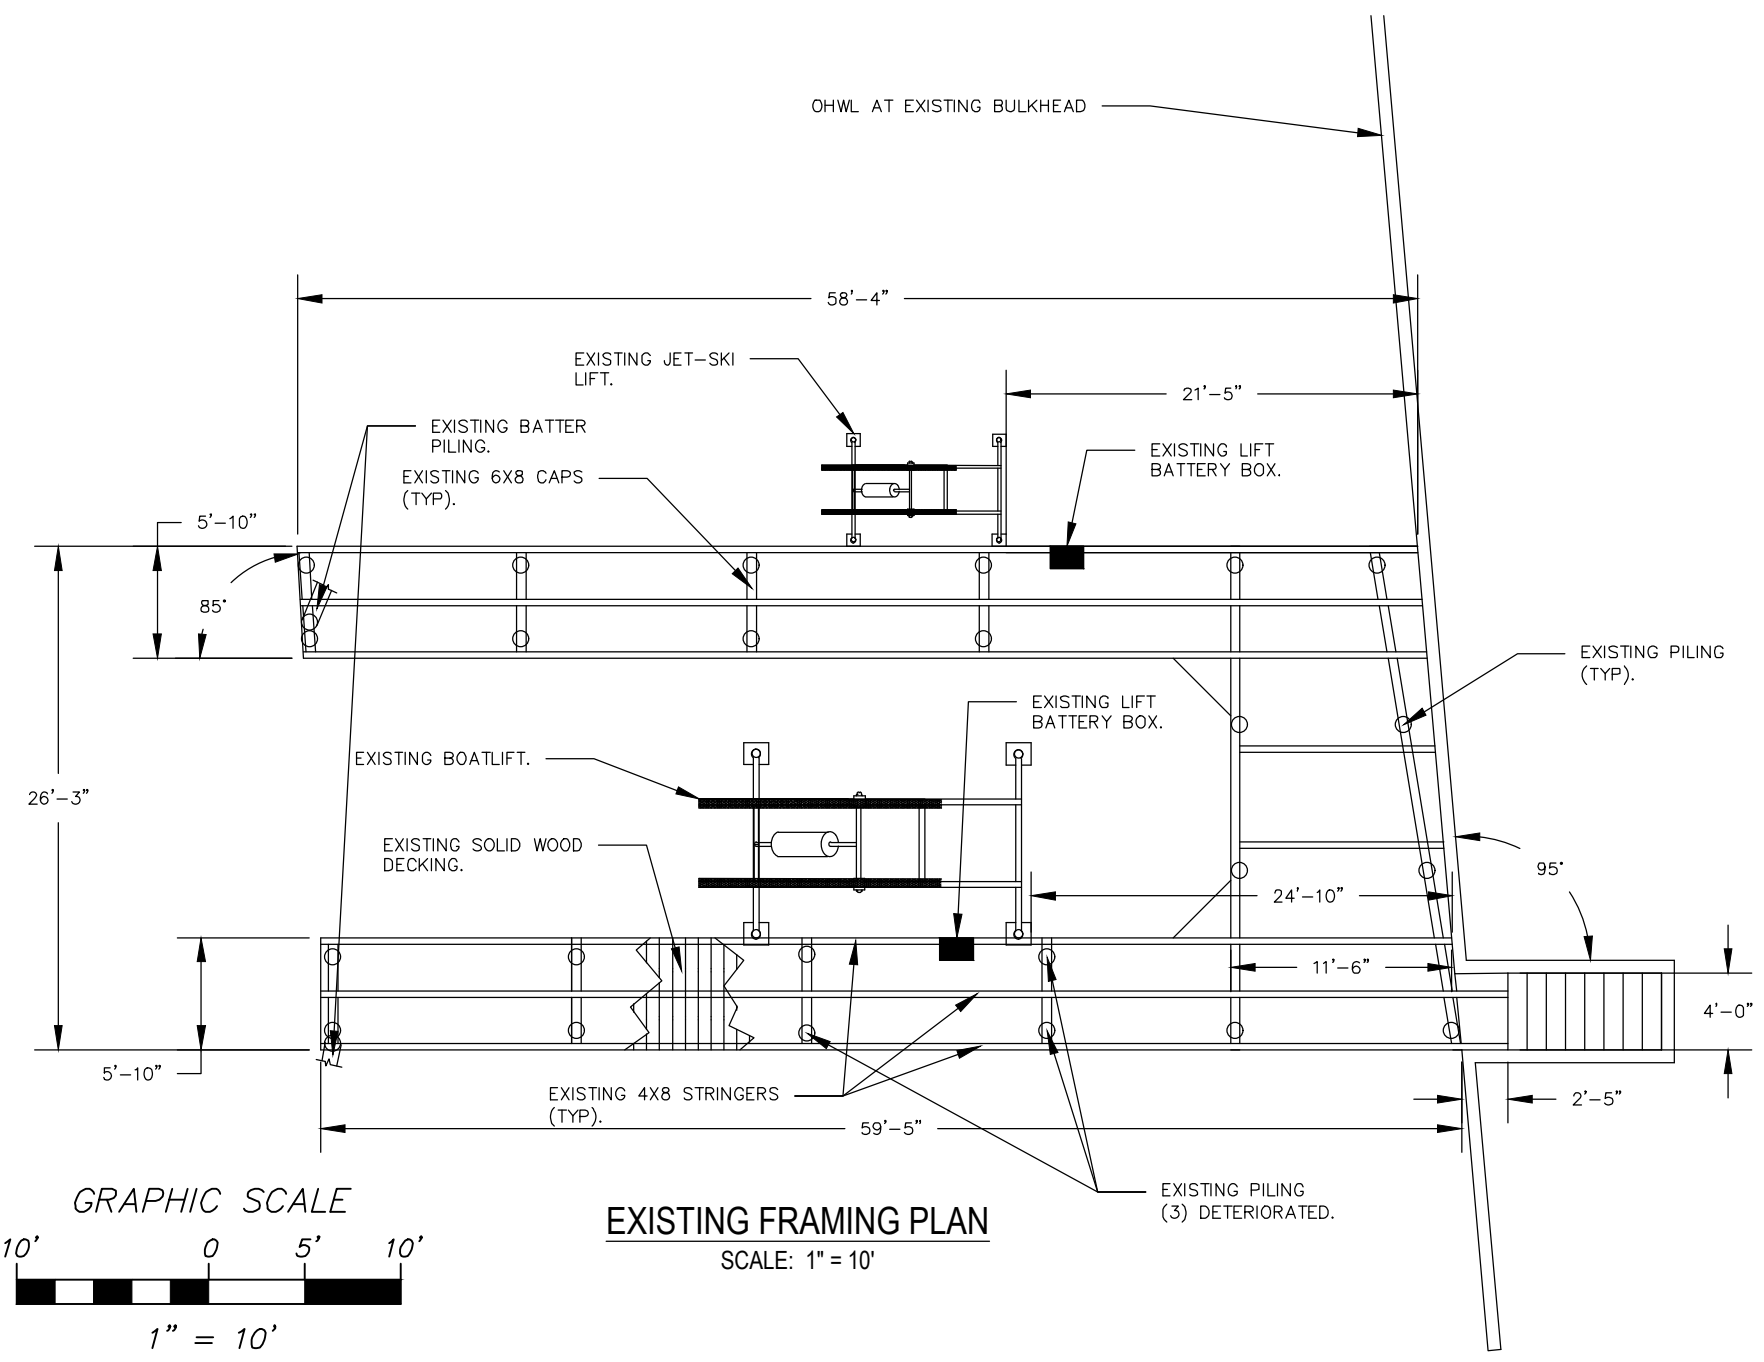 OHWL AT EXISTING BULKHEAD
58'-4"
EXISTING JET-SKI
LIFT.
21'-5"
EXISTING BATTER
PILING.
EXISTING LIFT
BATTERY BOX.
EXISTING 6X8 CAPS
(TYP).
5'-10"
85°
EXISTING PILING
(TYP).
EXISTING LIFT
BATTERY BOX.
EXISTING BOATLIFT.
26'-3"
EXISTING SOLID WOOD
DECKING.
95°
24'-10"
11'-6"
4'-0"
5'-10"
EXISTING 4X8 STRINGERS
(TYP).
2'-5"
59'-5"
EXISTING PILING
(3) DETERIORATED.
GRAPHIC SCALE
10' 0 5' 10'
1" = 10'
EXISTING FRAMING PLAN
SCALE: 1" = 10'